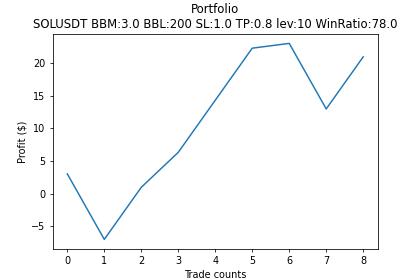 Portfolio
SOLUSDT BBM:3.0 BBL:200 SL:1.0 TP:0.8 lev:10 WinRatio:78.0
Profit ($)
20
15
10
5
0
−5
0 1 2 3 4 5 6 7 8
Trade counts